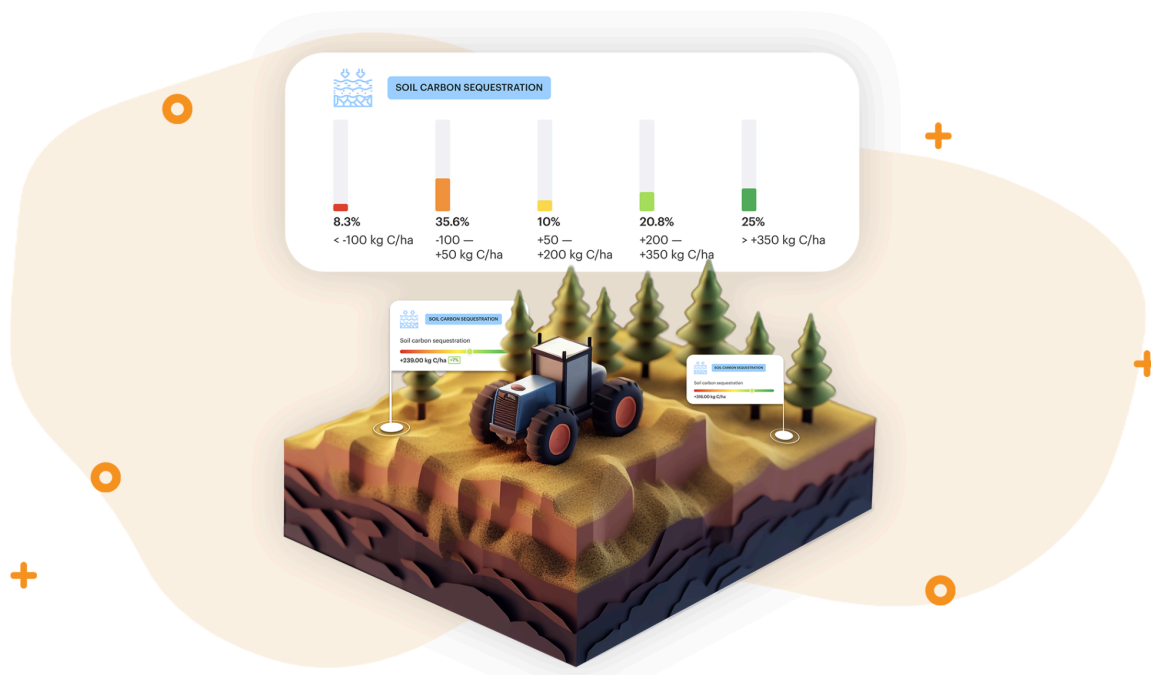 SOIL CARBON SEQUESTRATION
8.3%
< -100 kg C/ha
35.6%
-100 —
+50 kg C/ha
10%
+50 —
+200 kg C/ha
20.8%
+200 —
+350 kg C/ha
25%
> +350 kg C/ha
SOIL CARBON SEQUESTRATION
Soil carbon sequestration
+239.00 kg C/ha +7%
SOIL CARBON SEQUESTRATION
Soil carbon sequestration